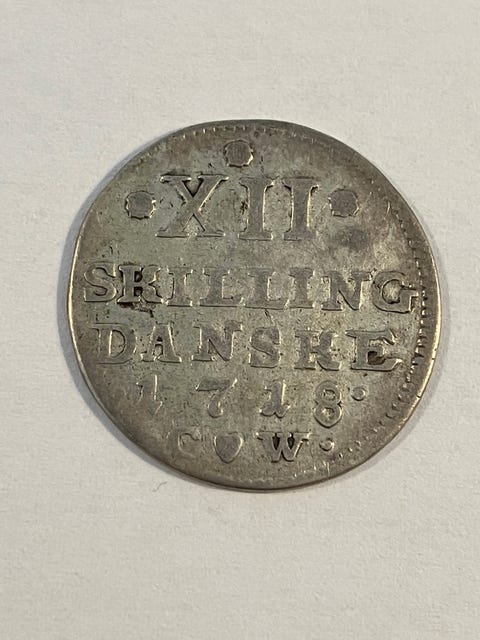 XII
SKILLING
DANSKE
·1718·
C♥W·